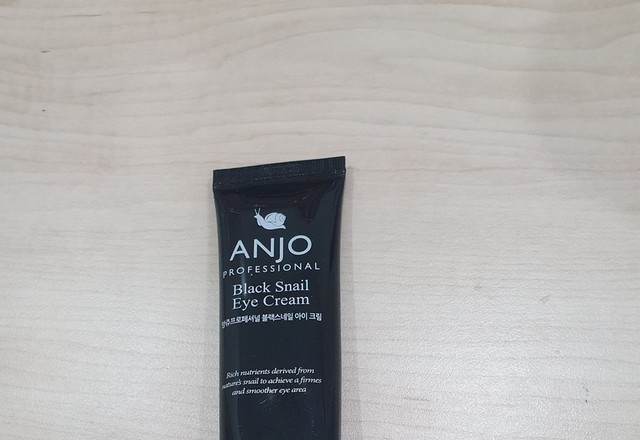 ANJO
PROFESSIONAL
Black Snail
Eye Cream
앙쥬프로페셔널 블랙스네일 아이 크림
Rich nutrients derived from
nature's snail to achieve a firmes
and smoother eye area